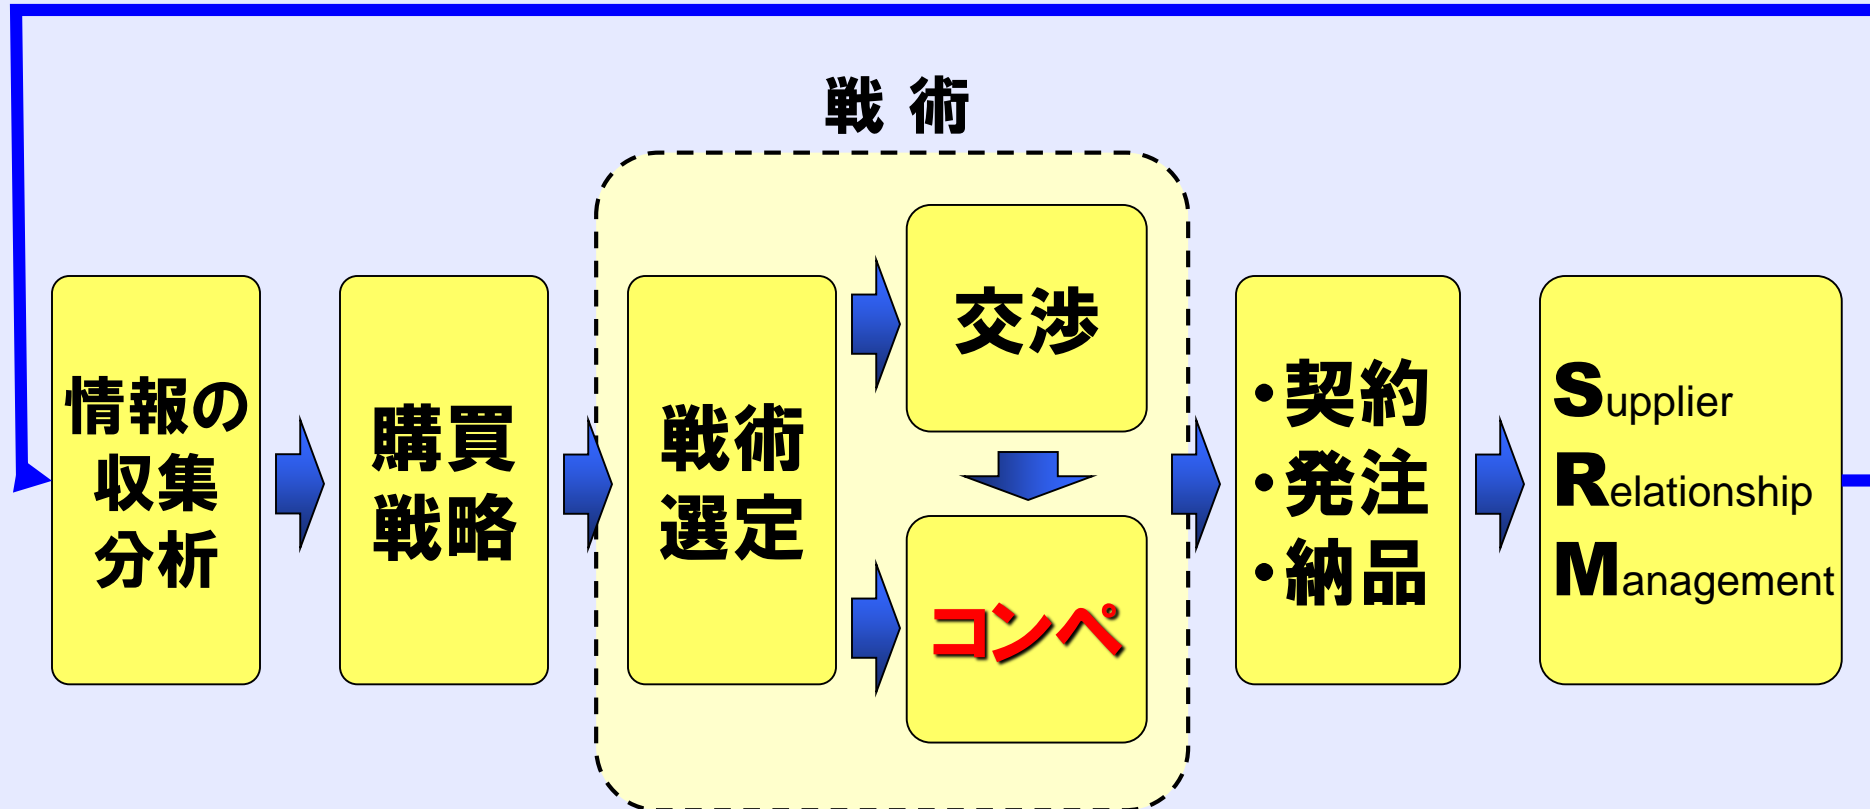 戦 術
情報の
収集
分析
購買
戦略
戦術
選定
交渉
コンペ
・契約
・発注
・納品
Supplier
Relationship
Management